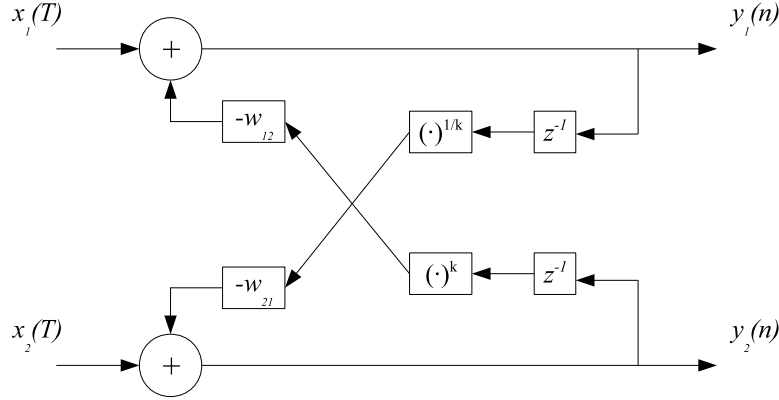 x₁(T) y₁(n)
+
-w₁₂ (·)^1/k z^-1
-w₂₁ (·)^k z^-1
x₂(T) y₂(n)
+